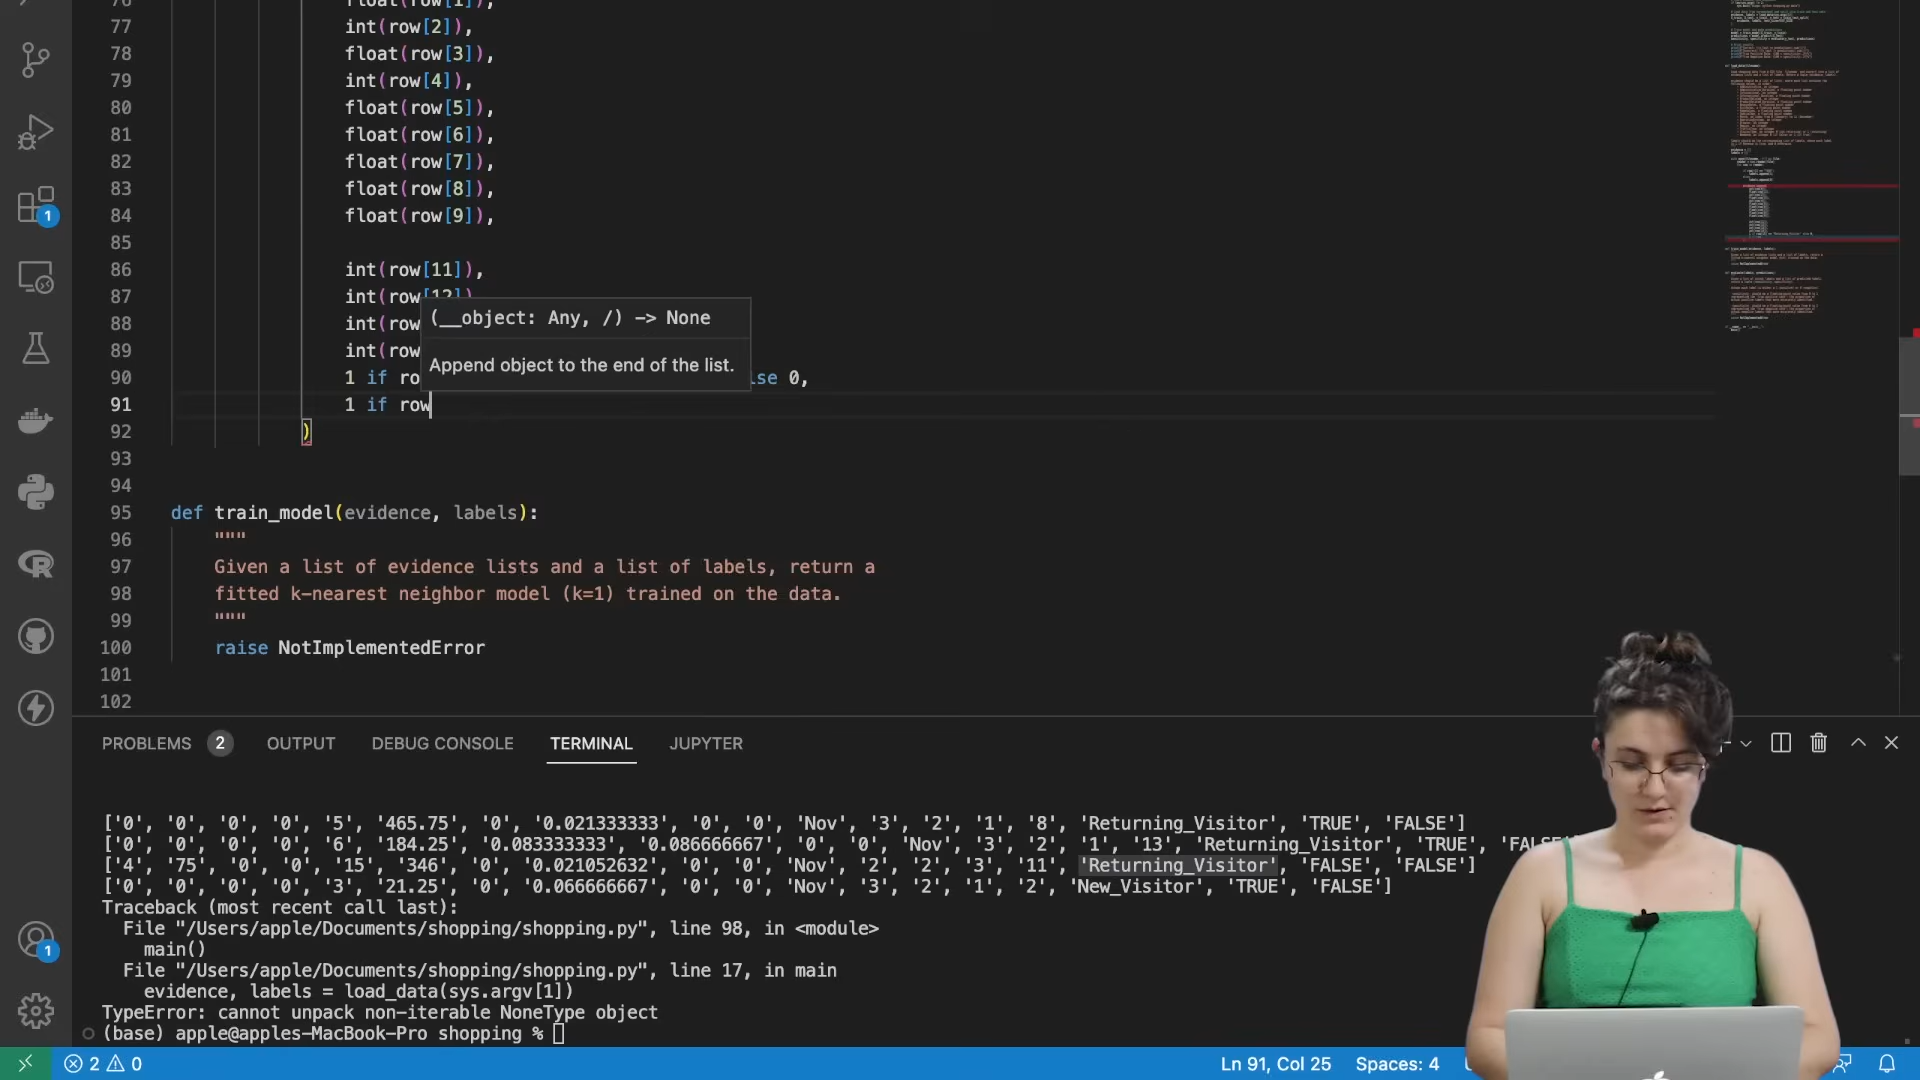 76 float(row[1]),
77 int(row[2]),
78 float(row[3]),
79 int(row[4]),
80 float(row[5]),
81 float(row[6]),
82 float(row[7]),
83 float(row[8]),
84 float(row[9]),
85
86 int(row[11]),
87 int(row[12]),
88 int(row
89 int(row
90 1 if ro lse 0,
91 1 if row
92 )
(__object: Any, /) -> None
Append object to the end of the list.
93
94
95 def train_model(evidence, labels):
96 """
97 Given a list of evidence lists and a list of labels, return a
98 fitted k-nearest neighbor model (k=1) trained on the data.
99 """
100 raise NotImplementedError
101
102
1
1
PROBLEMS 2 OUTPUT DEBUG CONSOLE TERMINAL JUPYTER
['0', '0', '0', '0', '5', '465.75', '0', '0.021333333', '0', '0', 'Nov', '3', '2', '1', '8', 'Returning_Visitor', 'TRUE', 'FALSE']
['0', '0', '0', '0', '6', '184.25', '0.083333333', '0.086666667', '0', '0', 'Nov', '3', '2', '1', '13', 'Returning_Visitor', 'TRUE', 'FALSE
['4', '75', '0', '0', '15', '346', '0', '0.021052632', '0', '0', 'Nov', '2', '2', '3', '11', 'Returning_Visitor', 'FALSE', 'FALSE']
['0', '0', '0', '0', '3', '21.25', '0', '0.066666667', '0', '0', 'Nov', '3', '2', '1', '2', 'New_Visitor', 'TRUE', 'FALSE']
Traceback (most recent call last):
File "/Users/apple/Documents/shopping/shopping.py", line 98, in <module>
main()
File "/Users/apple/Documents/shopping/shopping.py", line 17, in main
evidence, labels = load_data(sys.argv[1])
TypeError: cannot unpack non-iterable NoneType object
(base) apple@apples-MacBook-Pro shopping %
2 0 Ln 91, Col 25 Spaces: 4